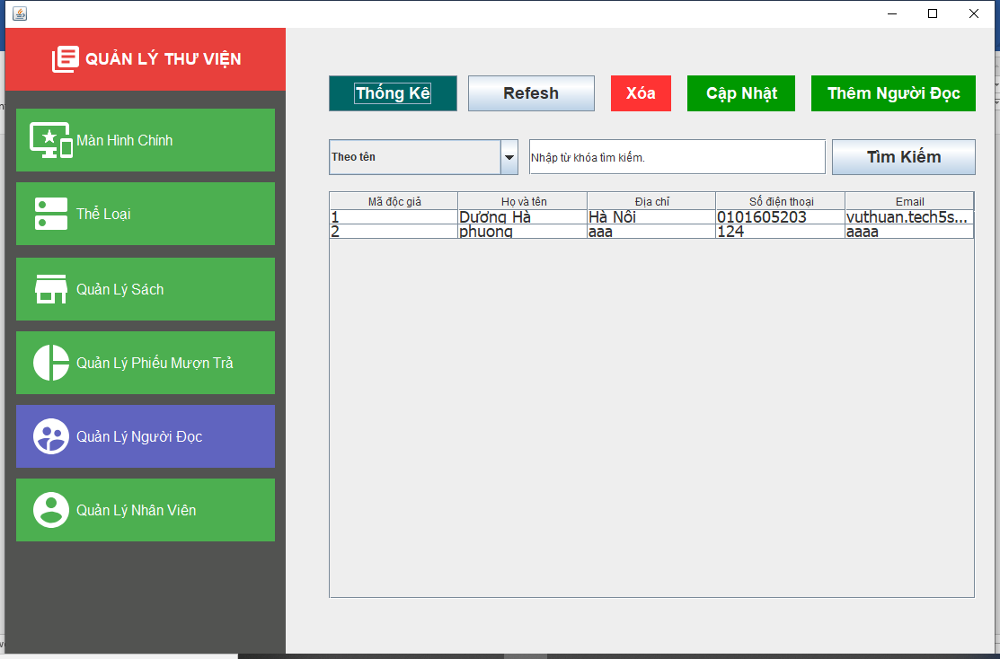 QUẢN LÝ THƯ VIỆN
Màn Hình Chính
Thể Loại
Quản Lý Sách
Quản Lý Phiếu Mượn Trả
Quản Lý Người Đọc
Quản Lý Nhân Viên
Thống Kê Refesh Xóa Cập Nhật Thêm Người Đọc
Theo tên Nhập từ khóa tìm kiếm. Tìm Kiếm
Mã độc giả Họ và tên Địa chỉ Số điện thoại Email
1 Dương Hà Hà Nôi 0101605203 vuthuan.tech5s...
2 phuong aaa 124 aaaa